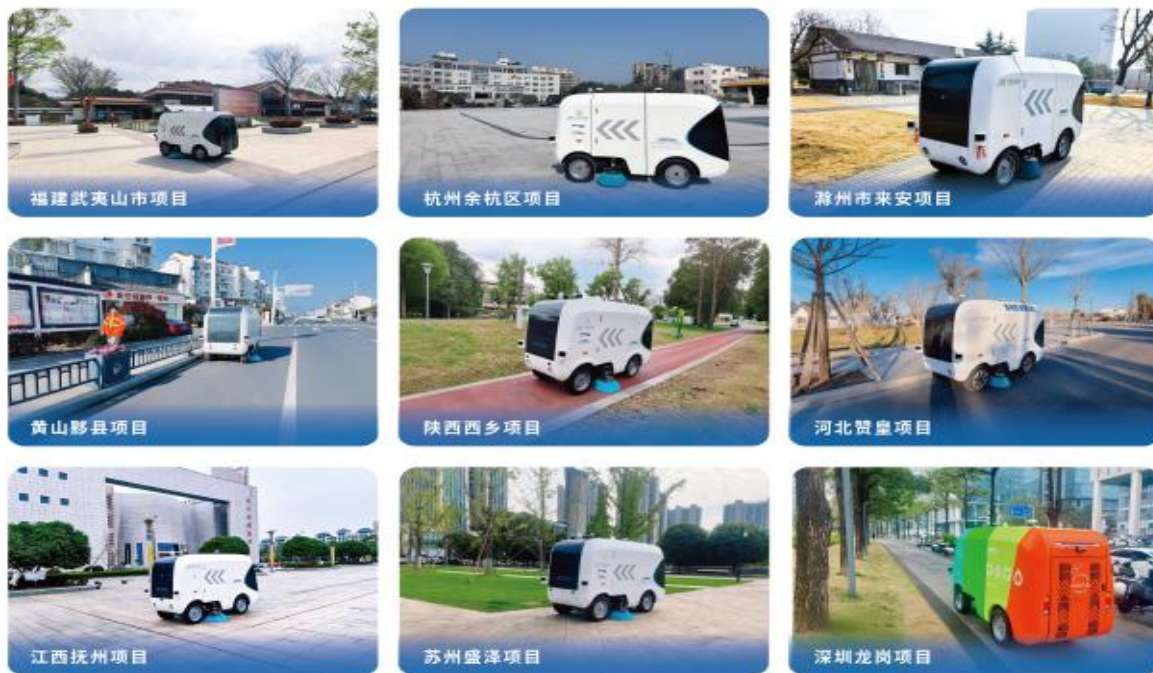 福建武夷山市项目
杭州余杭区项目
滁州市来安项目
黄山黟县项目
陕西西乡项目
河北赞皇项目
江西抚州项目
苏州盛泽项目
深圳龙岗项目